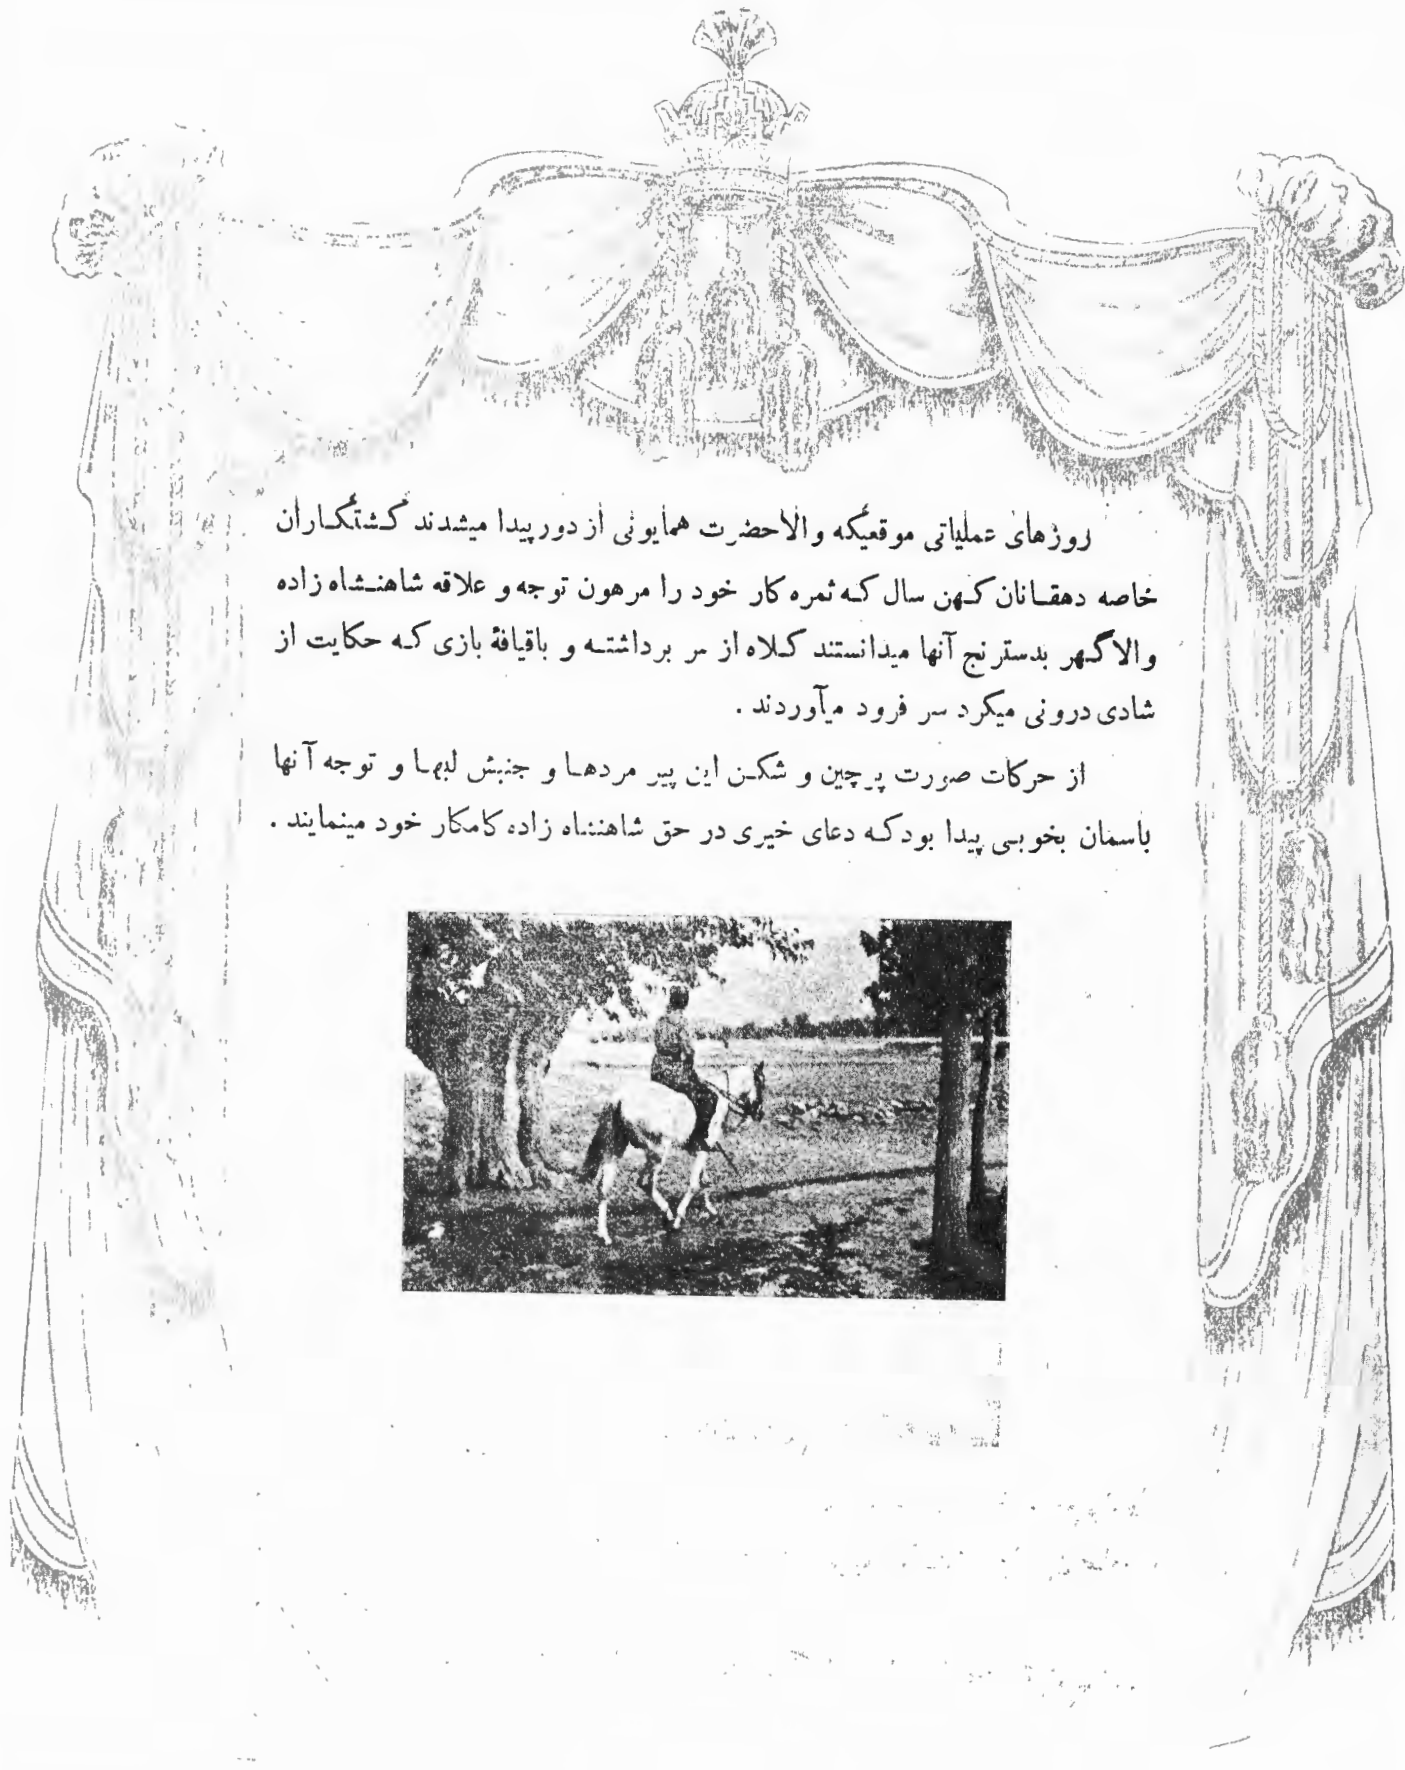 روزهای عملیاتی موقعیکه والاحضرت همایونی از دور پیدا میشدند کشتکاران
خاصه دهقانان کهن سال که ثمره کار خود را مرهون توجه و علاقه شاهنشاه زاده
والاگهر بدسترنج آنها میدانستند کلاه از سر برداشته و باقیافهٔ بازی که حکایت از
شادی درونی میکرد سر فرود میآوردند .
از حرکات صورت پرچین و شکن این پیر مردها و جنبش لبها و توجه آنها
باسمان بخوبی پیدا بود که دعای خیری در حق شاهنشاه زاده کامکار خود مینمایند .